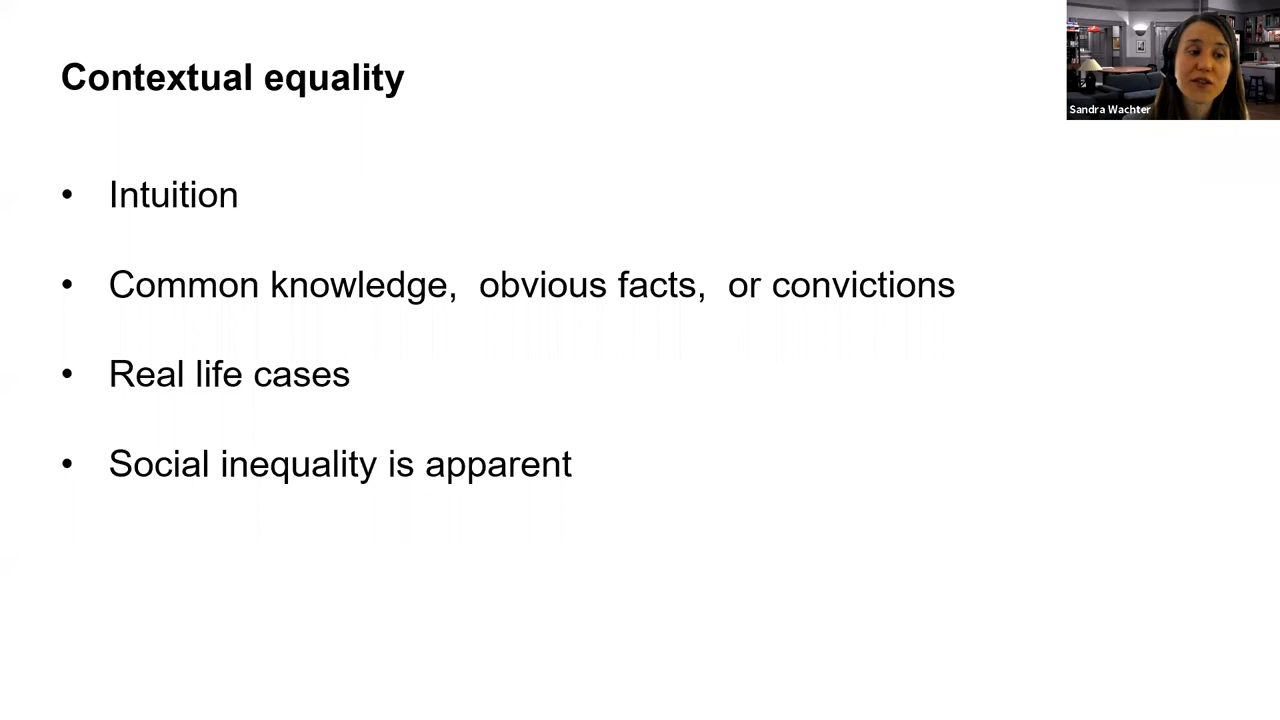 Contextual equality
Sandra Wachter
• Intuition
• Common knowledge, obvious facts, or convictions
• Real life cases
• Social inequality is apparent